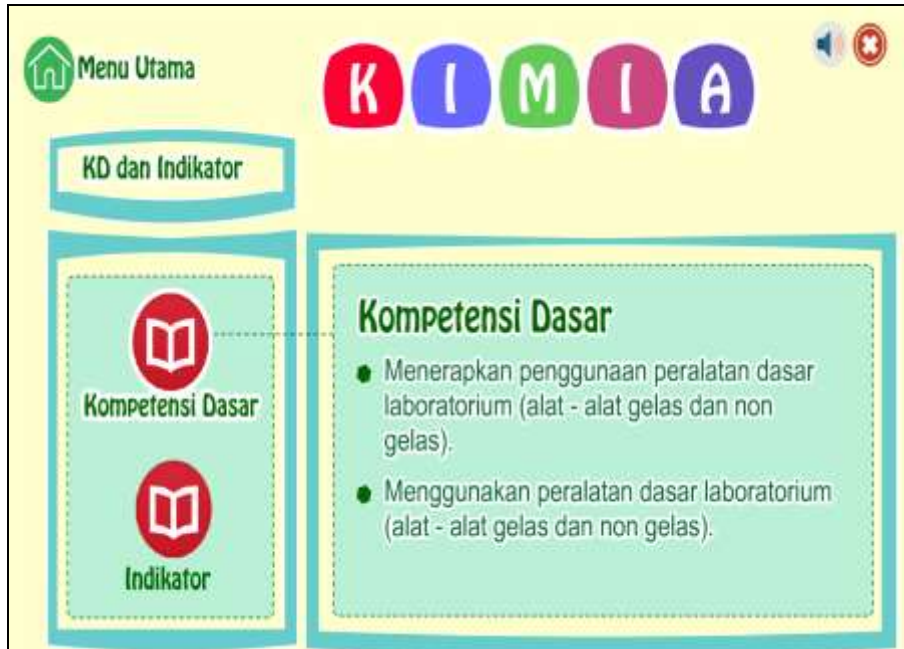 Menu Utama
KIMIA
KD dan Indikator
Kompetensi Dasar
Indikator
Kompetensi Dasar
Menerapkan penggunaan peralatan dasar
laboratorium (alat - alat gelas dan non
gelas).
Menggunakan peralatan dasar laboratorium
(alat - alat gelas dan non gelas).